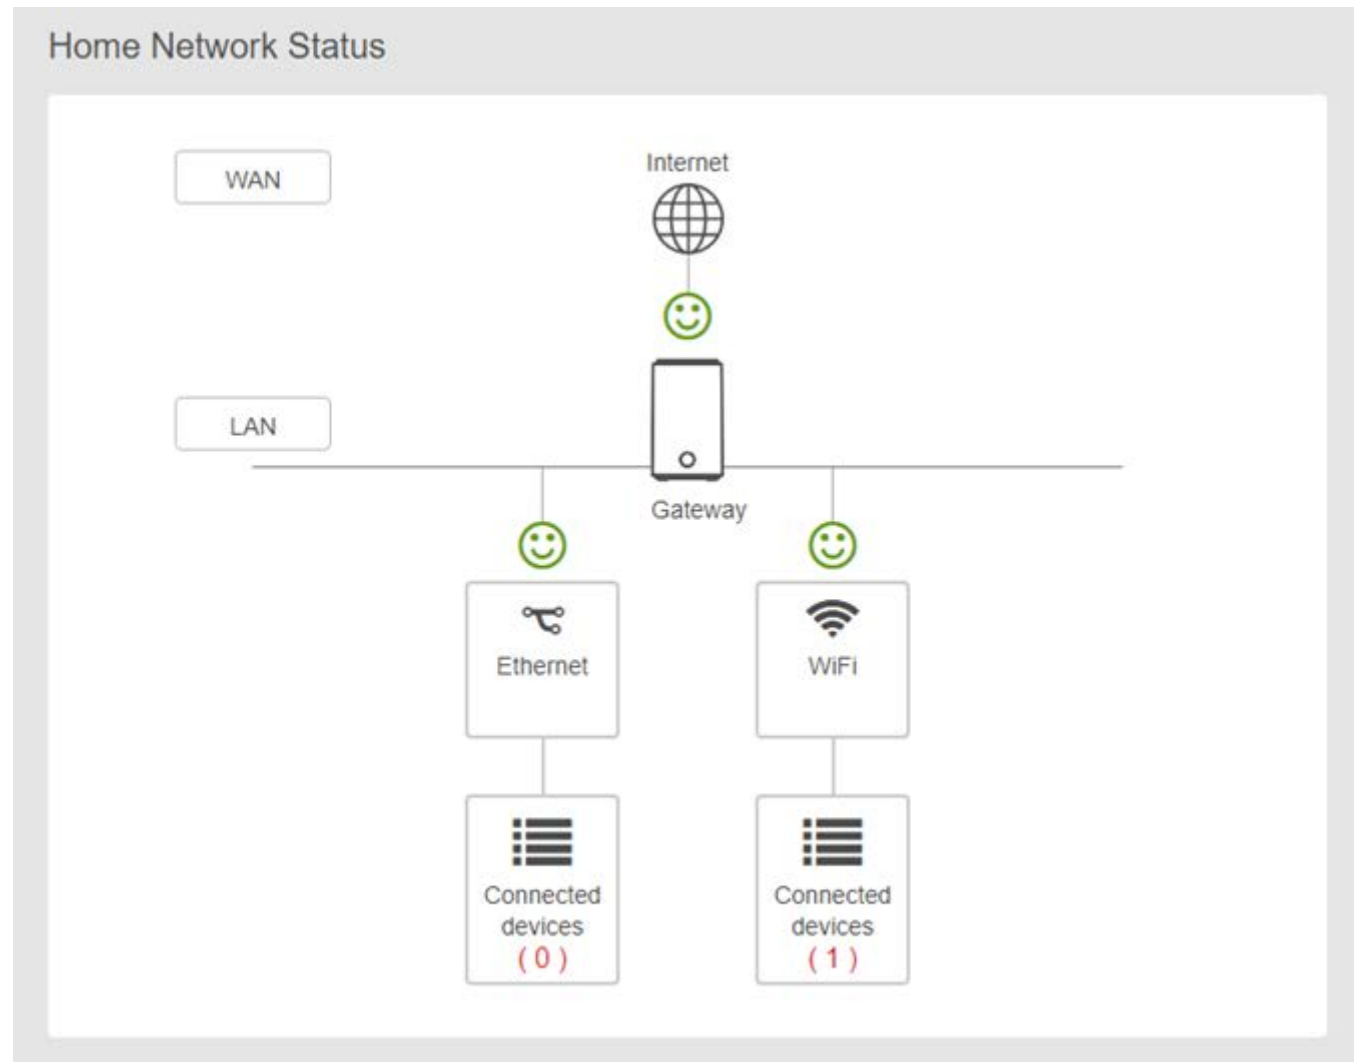 Home Network Status
WAN
Internet
LAN
Gateway
Ethernet
WiFi
Connected
devices
( 0 )
Connected
devices
( 1 )